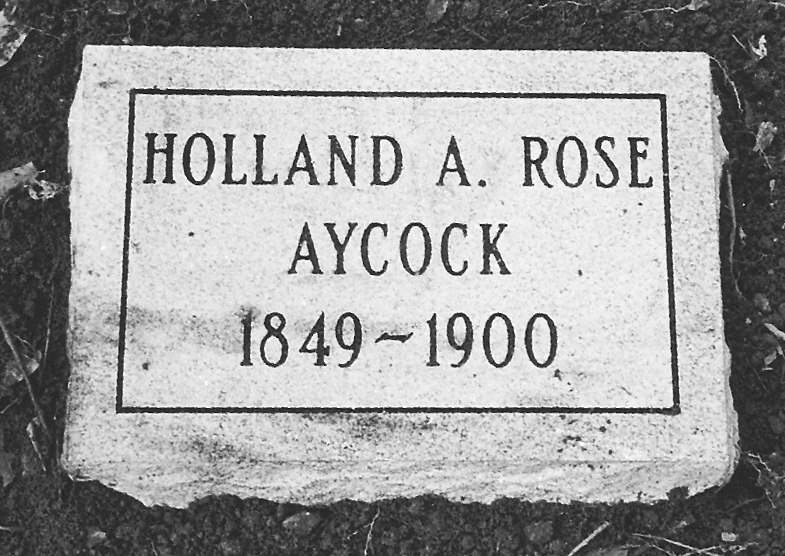 HOLLAND A. ROSE
AYCOCK
1849~1900